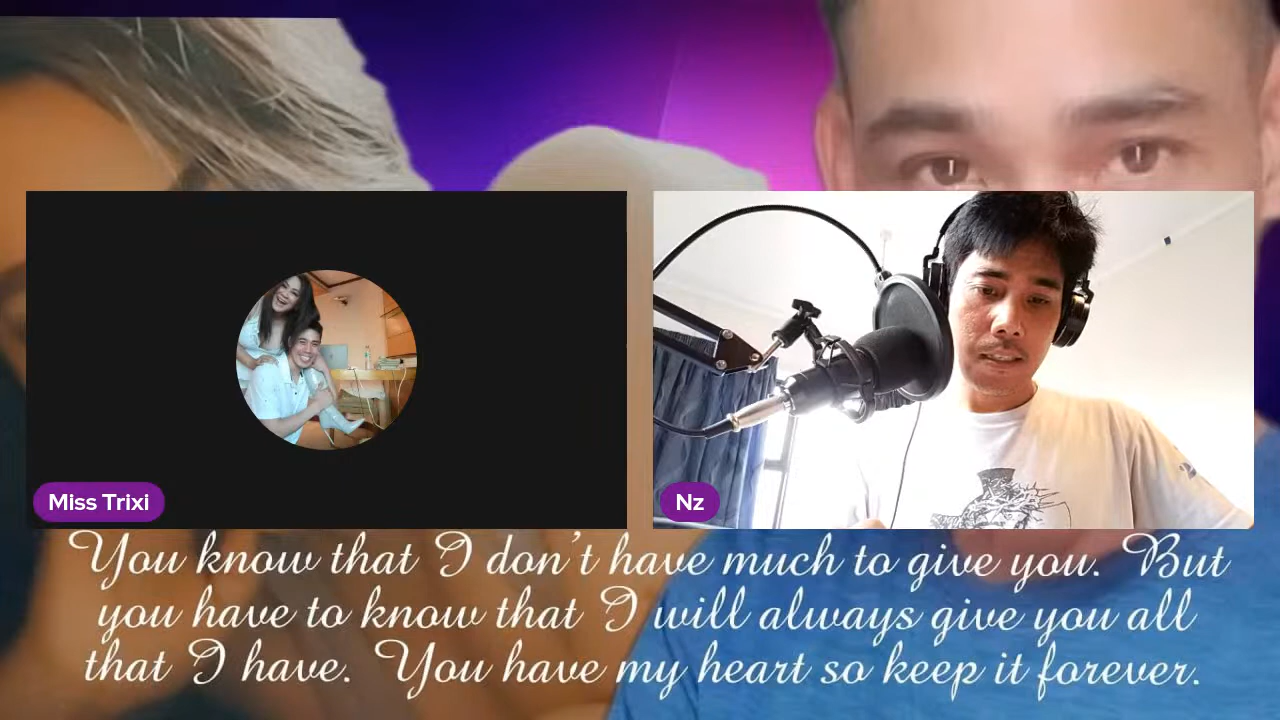 Miss Trixi
Nz
You know that I don't have much to give you. But
you have to know that I will always give you all
that I have. You have my heart so keep it forever.